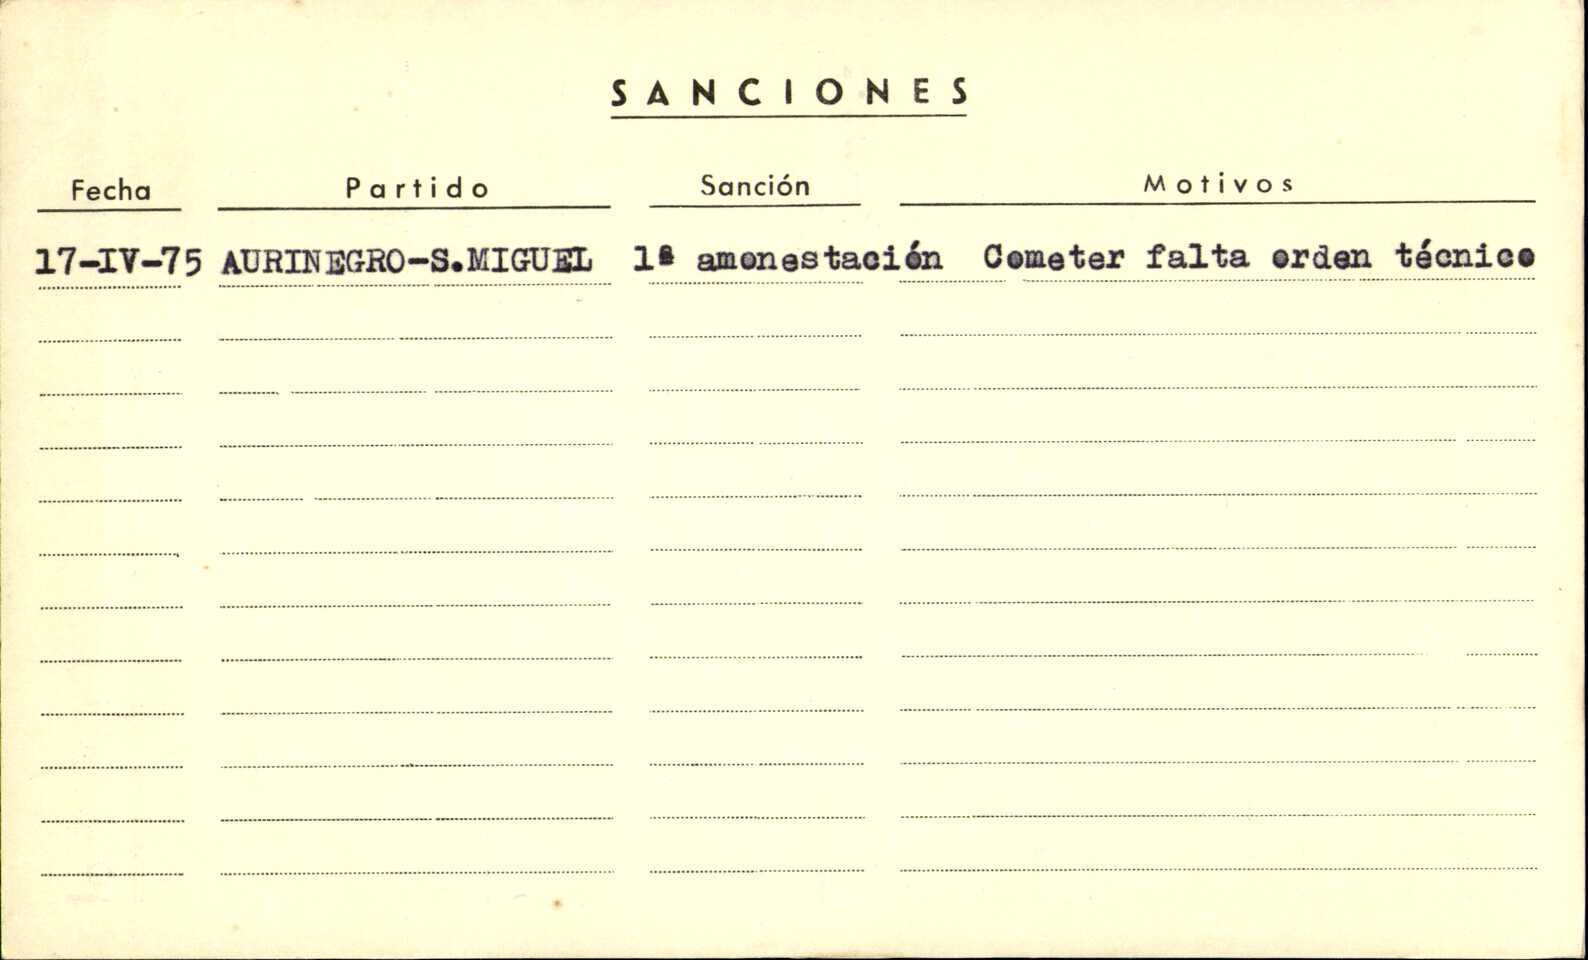 SANCIONES
Fecha Partido Sanción Motivos
17-IV-75 AURINEGRO-S.MIGUEL 1ª amonestación Cometer falta orden técnico